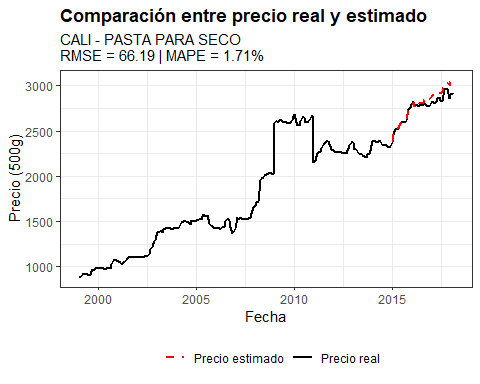 Comparación entre precio real y estimado
CALI - PASTA PARA SECO
RMSE = 66.19 | MAPE = 1.71%
Precio (500g)
3000
2500
2000
1500
1000
2000
2005
2010
2015
Fecha
Precio estimado
Precio real